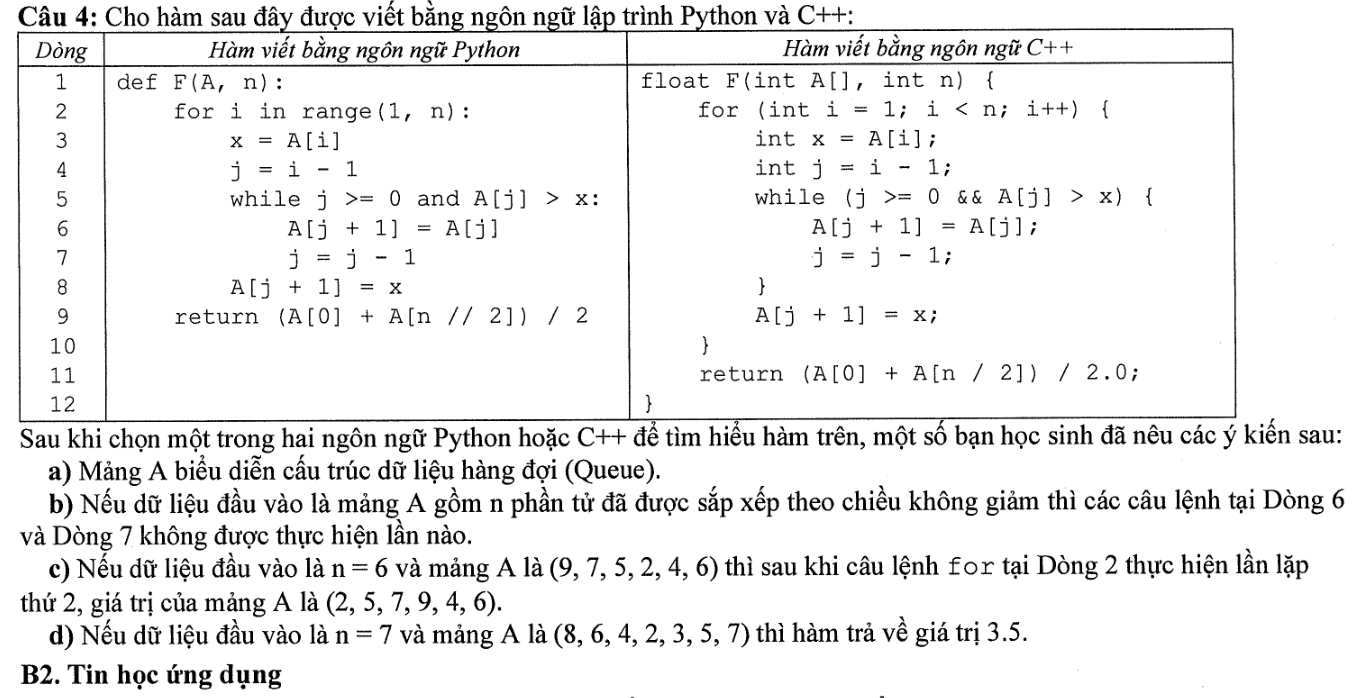 Câu 4: Cho hàm sau đây được viết bằng ngôn ngữ lập trình Python và C++:
Dòng Hàm viết bằng ngôn ngữ Python Hàm viết bằng ngôn ngữ C++
1 def F(A, n): float F(int A[], int n) {
2 for i in range(1, n): for (int i = 1; i < n; i++) {
3 x = A[i] int x = A[i];
4 j = i - 1 int j = i - 1;
5 while j >= 0 and A[j] > x: while (j >= 0 && A[j] > x) {
6 A[j + 1] = A[j] A[j + 1] = A[j];
7 j = j - 1 j = j - 1;
8 A[j + 1] = x }
9 return (A[0] + A[n // 2]) / 2 A[j + 1] = x;
10 }
11 return (A[0] + A[n / 2]) / 2.0;
12 }
Sau khi chọn một trong hai ngôn ngữ Python hoặc C++ để tìm hiểu hàm trên, một số bạn học sinh đã nêu các ý kiến sau:
a) Mảng A biểu diễn cấu trúc dữ liệu hàng đợi (Queue).
b) Nếu dữ liệu đầu vào là mảng A gồm n phần tử đã được sắp xếp theo chiều không giảm thì các câu lệnh tại Dòng 6
và Dòng 7 không được thực hiện lần nào.
c) Nếu dữ liệu đầu vào là n = 6 và mảng A là (9, 7, 5, 2, 4, 6) thì sau khi câu lệnh for tại Dòng 2 thực hiện lần lặp
thứ 2, giá trị của mảng A là (2, 5, 7, 9, 4, 6).
d) Nếu dữ liệu đầu vào là n = 7 và mảng A là (8, 6, 4, 2, 3, 5, 7) thì hàm trả về giá trị 3.5.
B2. Tin học ứng dụng